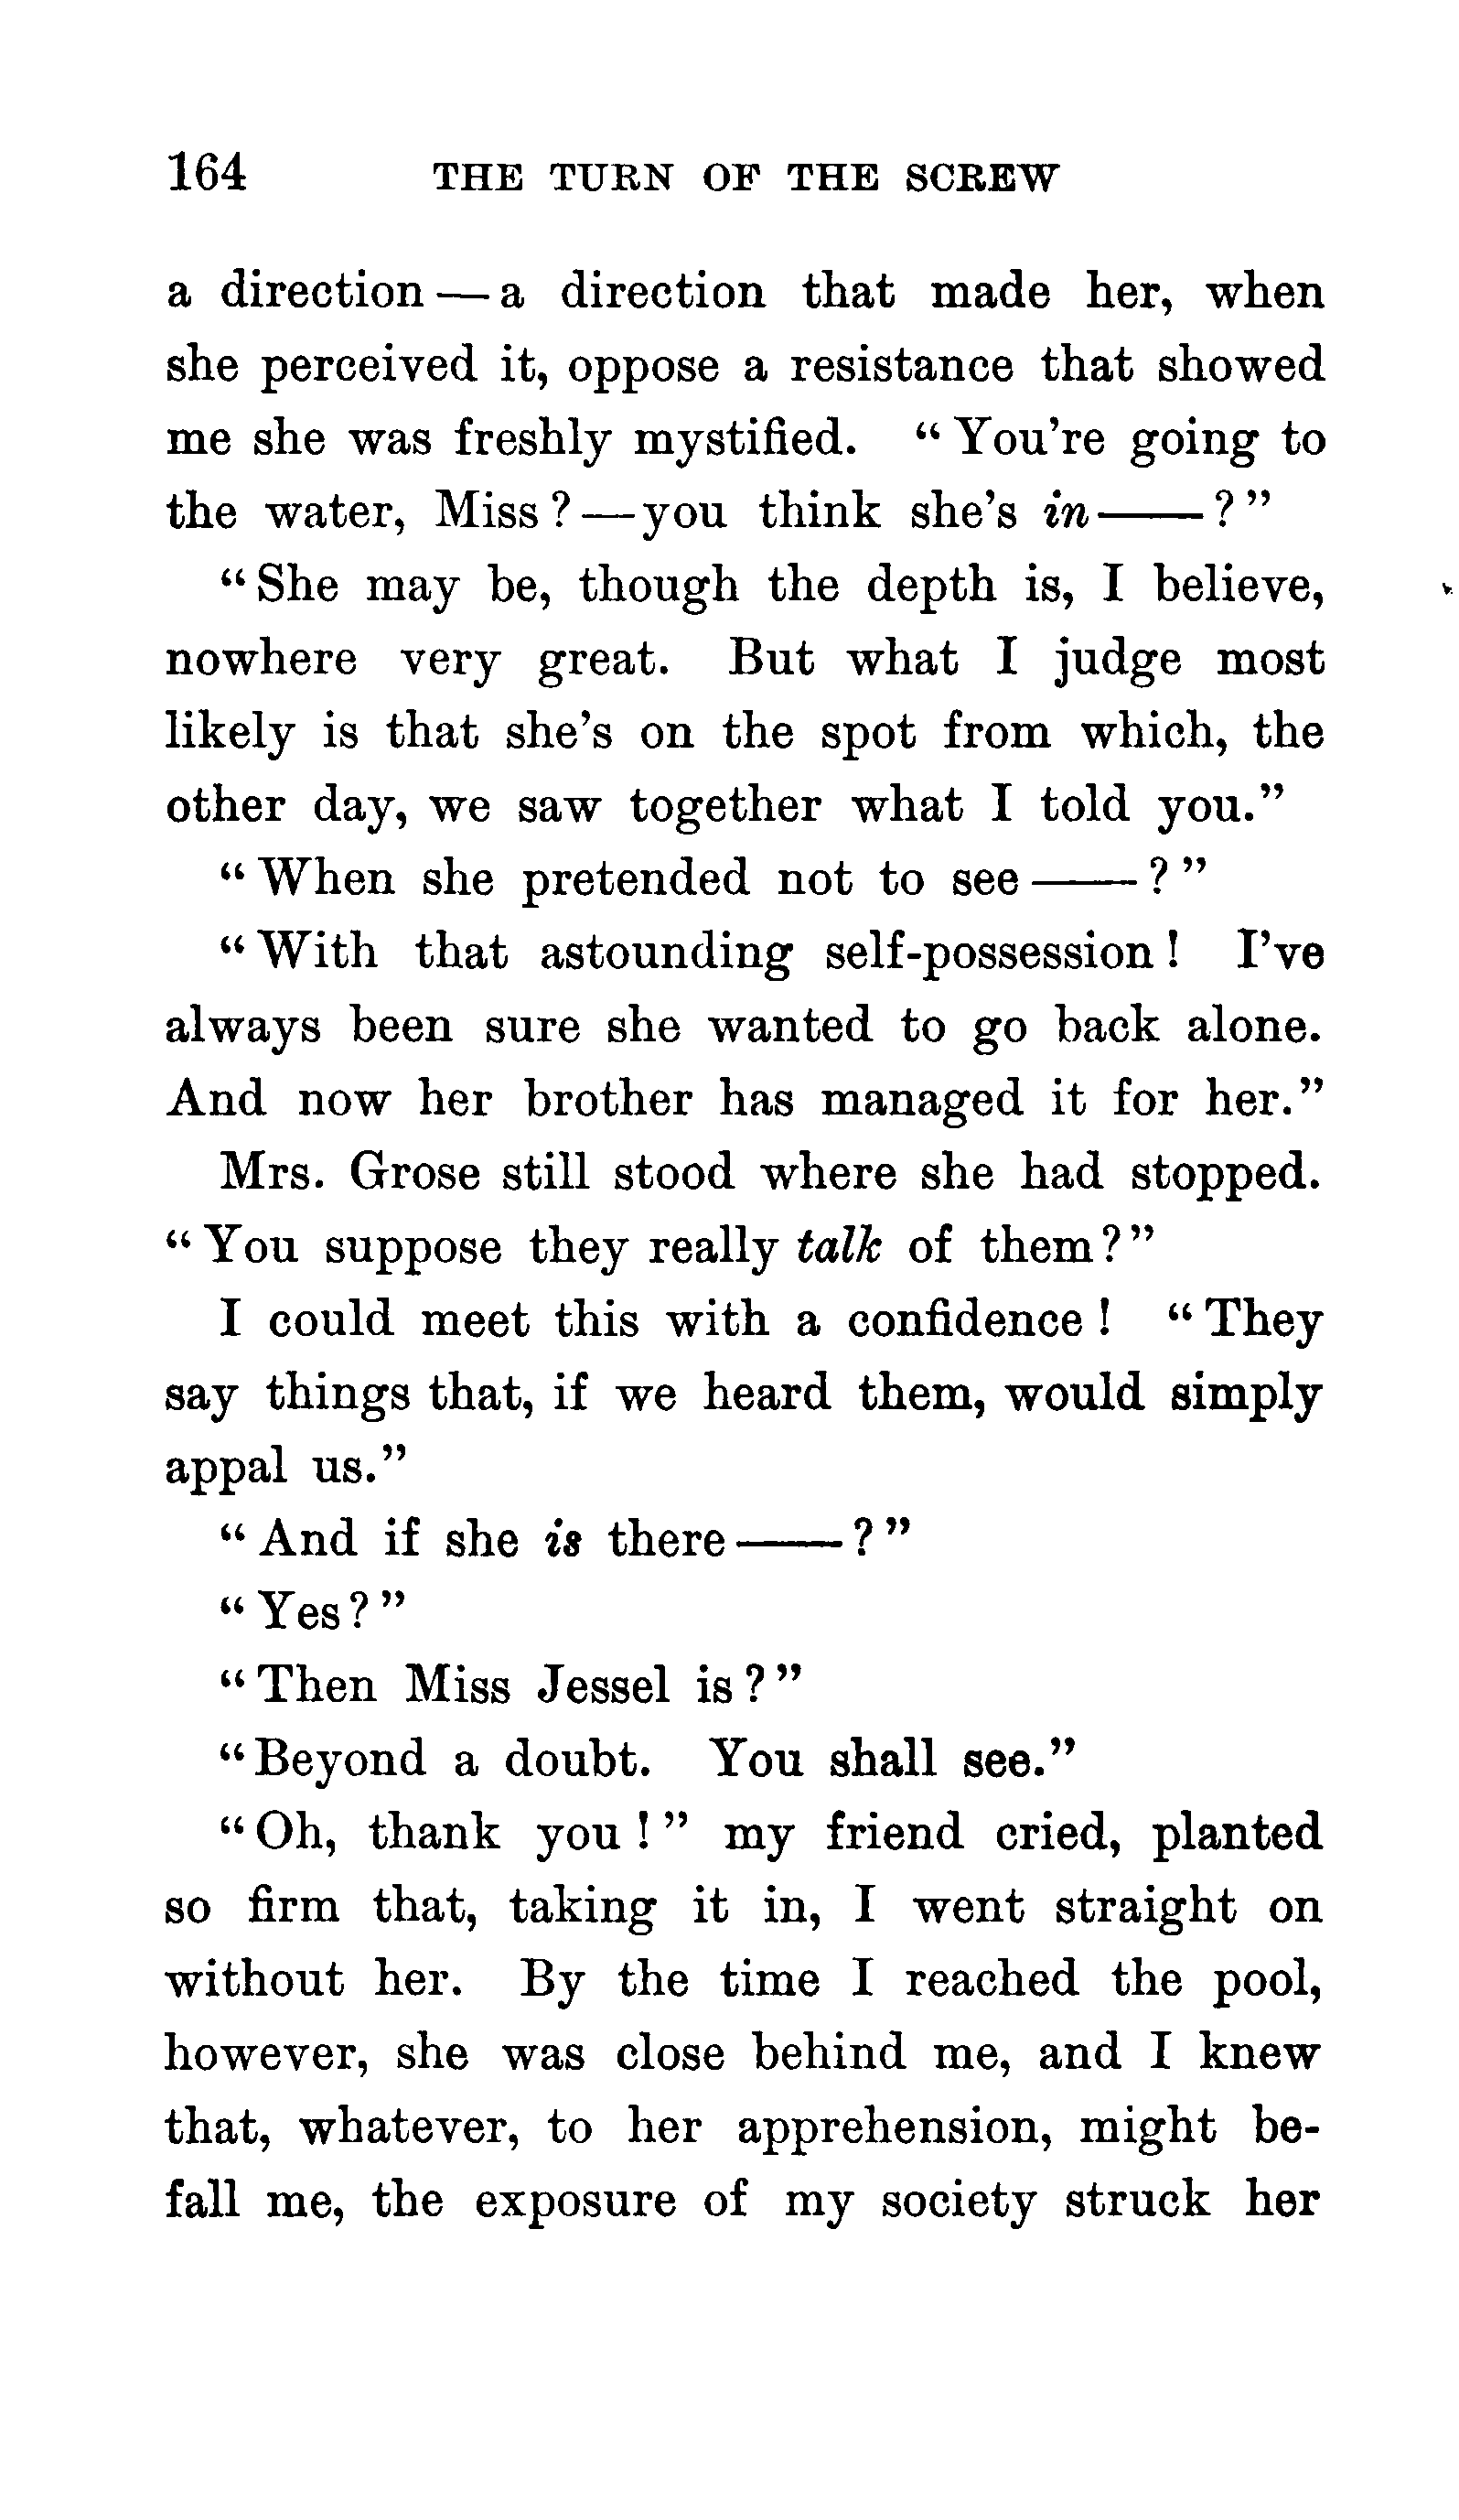 164 THE TURN OF THE SCREW
a direction — a direction that made her, when
she perceived it, oppose a resistance that showed
me she was freshly mystified. “You're going to
the water, Miss?—you think she's in——?”
“She may be, though the depth is, I believe,
nowhere very great. But what I judge most
likely is that she's on the spot from which, the
other day, we saw together what I told you.”
“When she pretended not to see——?”
“With that astounding self-possession! I've
always been sure she wanted to go back alone.
And now her brother has managed it for her.”
Mrs. Grose still stood where she had stopped.
“You suppose they really talk of them?”
I could meet this with a confidence! “They
say things that, if we heard them, would simply
appal us.”
“And if she is there——?”
“Yes?”
“Then Miss Jessel is?”
“Beyond a doubt. You shall see.”
“Oh, thank you!” my friend cried, planted
so firm that, taking it in, I went straight on
without her. By the time I reached the pool,
however, she was close behind me, and I knew
that, whatever, to her apprehension, might be-
fall me, the exposure of my society struck her